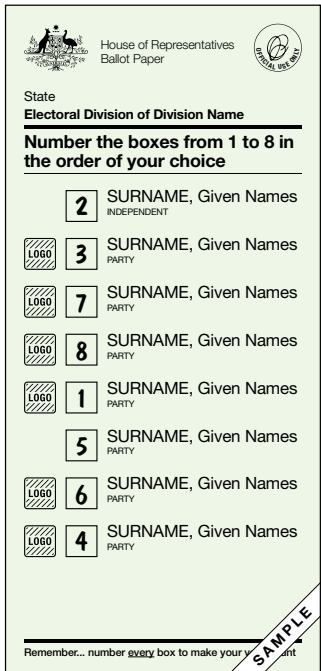 House of Representatives
Ballot Paper
OFFICIAL USE ONLY
State
Electoral Division of Division Name
Number the boxes from 1 to 8 in
the order of your choice
2 SURNAME, Given Names
INDEPENDENT
LOGO 3 SURNAME, Given Names
PARTY
LOGO 7 SURNAME, Given Names
PARTY
LOGO 8 SURNAME, Given Names
PARTY
LOGO 1 SURNAME, Given Names
PARTY
5 SURNAME, Given Names
PARTY
LOGO 6 SURNAME, Given Names
PARTY
LOGO 4 SURNAME, Given Names
PARTY
SAMPLE
Remember... number every box to make your